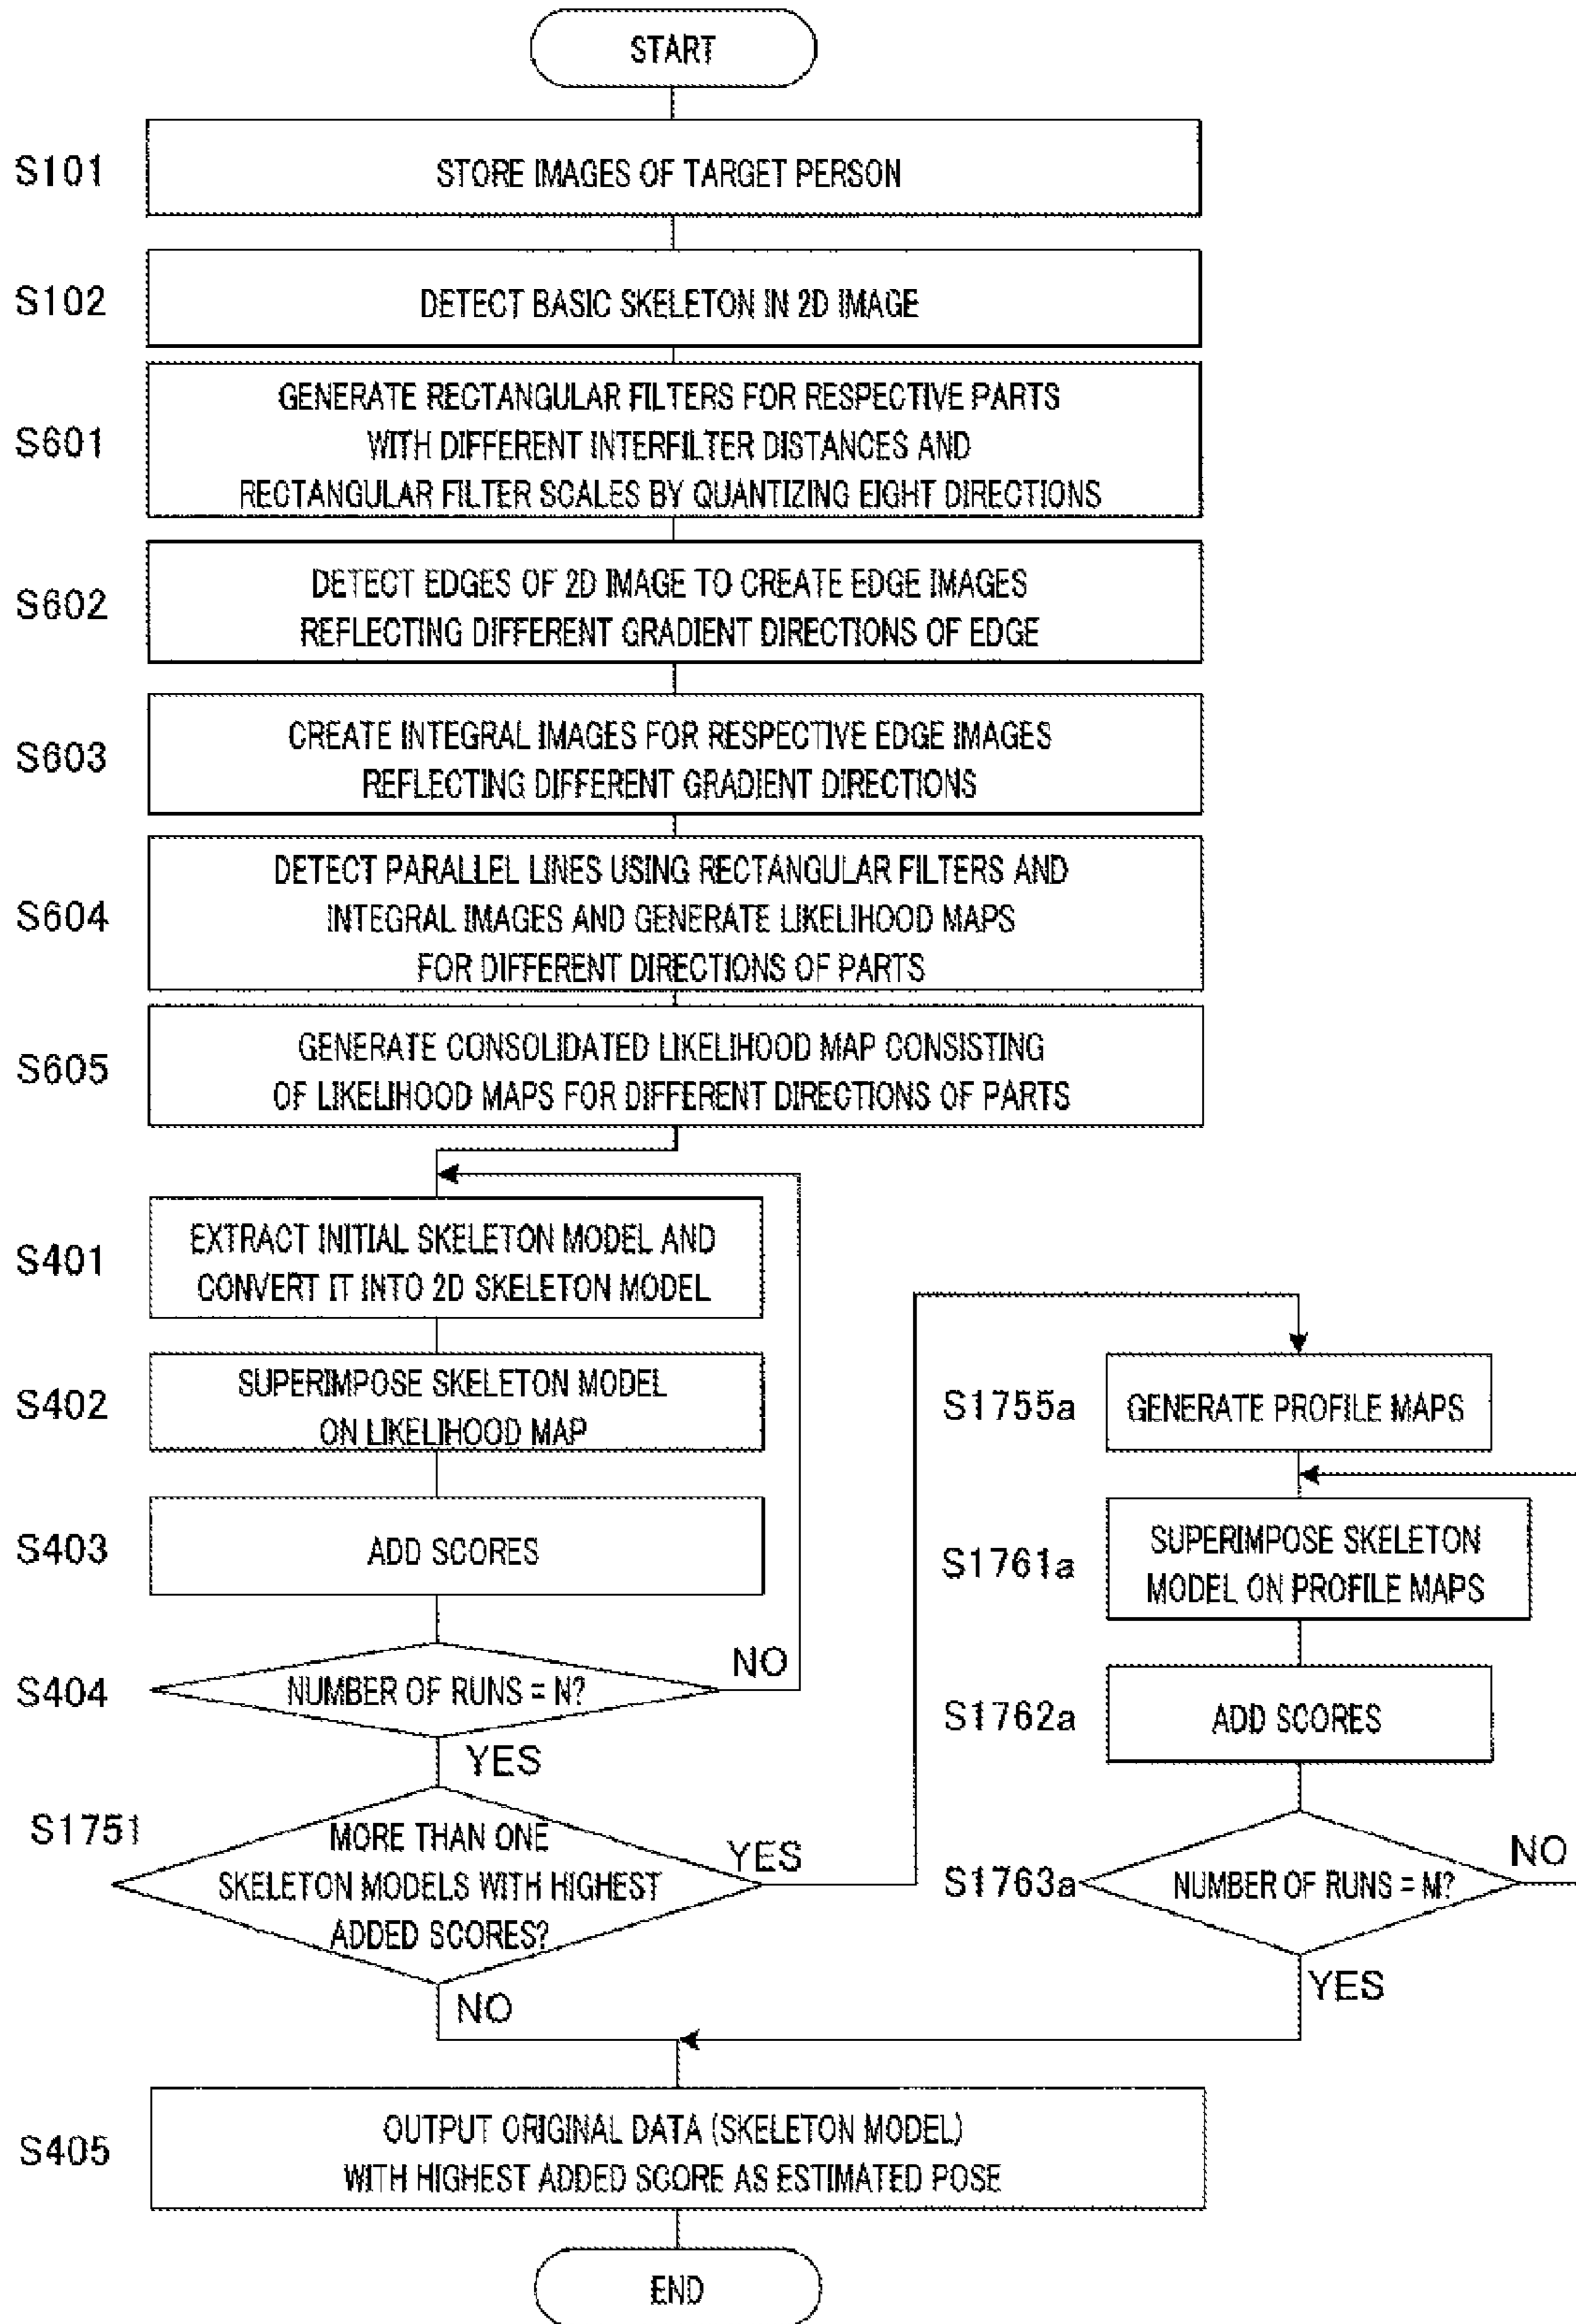 START
S101
STORE IMAGES OF TARGET PERSON
S102
DETECT BASIC SKELETON IN 2D IMAGE
S601
GENERATE RECTANGULAR FILTERS FOR RESPECTIVE PARTS
WITH DIFFERENT INTERFILTER DISTANCES AND
RECTANGULAR FILTER SCALES BY QUANTIZING EIGHT DIRECTIONS
S602
DETECT EDGES OF 2D IMAGE TO CREATE EDGE IMAGES
REFLECTING DIFFERENT GRADIENT DIRECTIONS OF EDGE
S603
CREATE INTEGRAL IMAGES FOR RESPECTIVE EDGE IMAGES
REFLECTING DIFFERENT GRADIENT DIRECTIONS
S604
DETECT PARALLEL LINES USING RECTANGULAR FILTERS AND
INTEGRAL IMAGES AND GENERATE LIKELIHOOD MAPS
FOR DIFFERENT DIRECTIONS OF PARTS
S605
GENERATE CONSOLIDATED LIKELIHOOD MAP CONSISTING
OF LIKELIHOOD MAPS FOR DIFFERENT DIRECTIONS OF PARTS
S401
EXTRACT INITIAL SKELETON MODEL AND
CONVERT IT INTO 2D SKELETON MODEL
S402
SUPERIMPOSE SKELETON MODEL
ON LIKELIHOOD MAP
S403
ADD SCORES
S404
NUMBER OF RUNS = N?
NO
YES
S1751
MORE THAN ONE
SKELETON MODELS WITH HIGHEST
ADDED SCORES?
YES
NO
S1755a
GENERATE PROFILE MAPS
S1761a
SUPERIMPOSE SKELETON
MODEL ON PROFILE MAPS
S1762a
ADD SCORES
S1763a
NUMBER OF RUNS = M?
NO
YES
S405
OUTPUT ORIGINAL DATA (SKELETON MODEL)
WITH HIGHEST ADDED SCORE AS ESTIMATED POSE
END